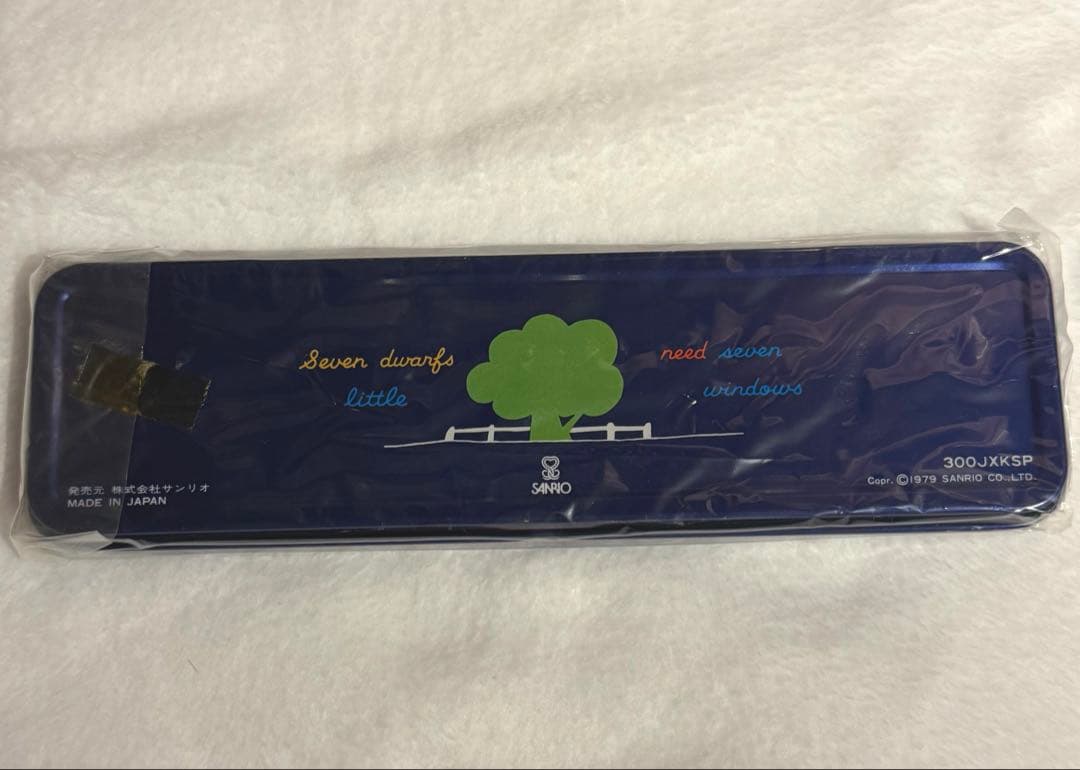 Seven dwarfs
little
need seven
windows
SANRIO
発売元 株式会社サンリオ
MADE IN JAPAN
300JXKSP
Copr. ©1979 SANRIO CO.,LTD.